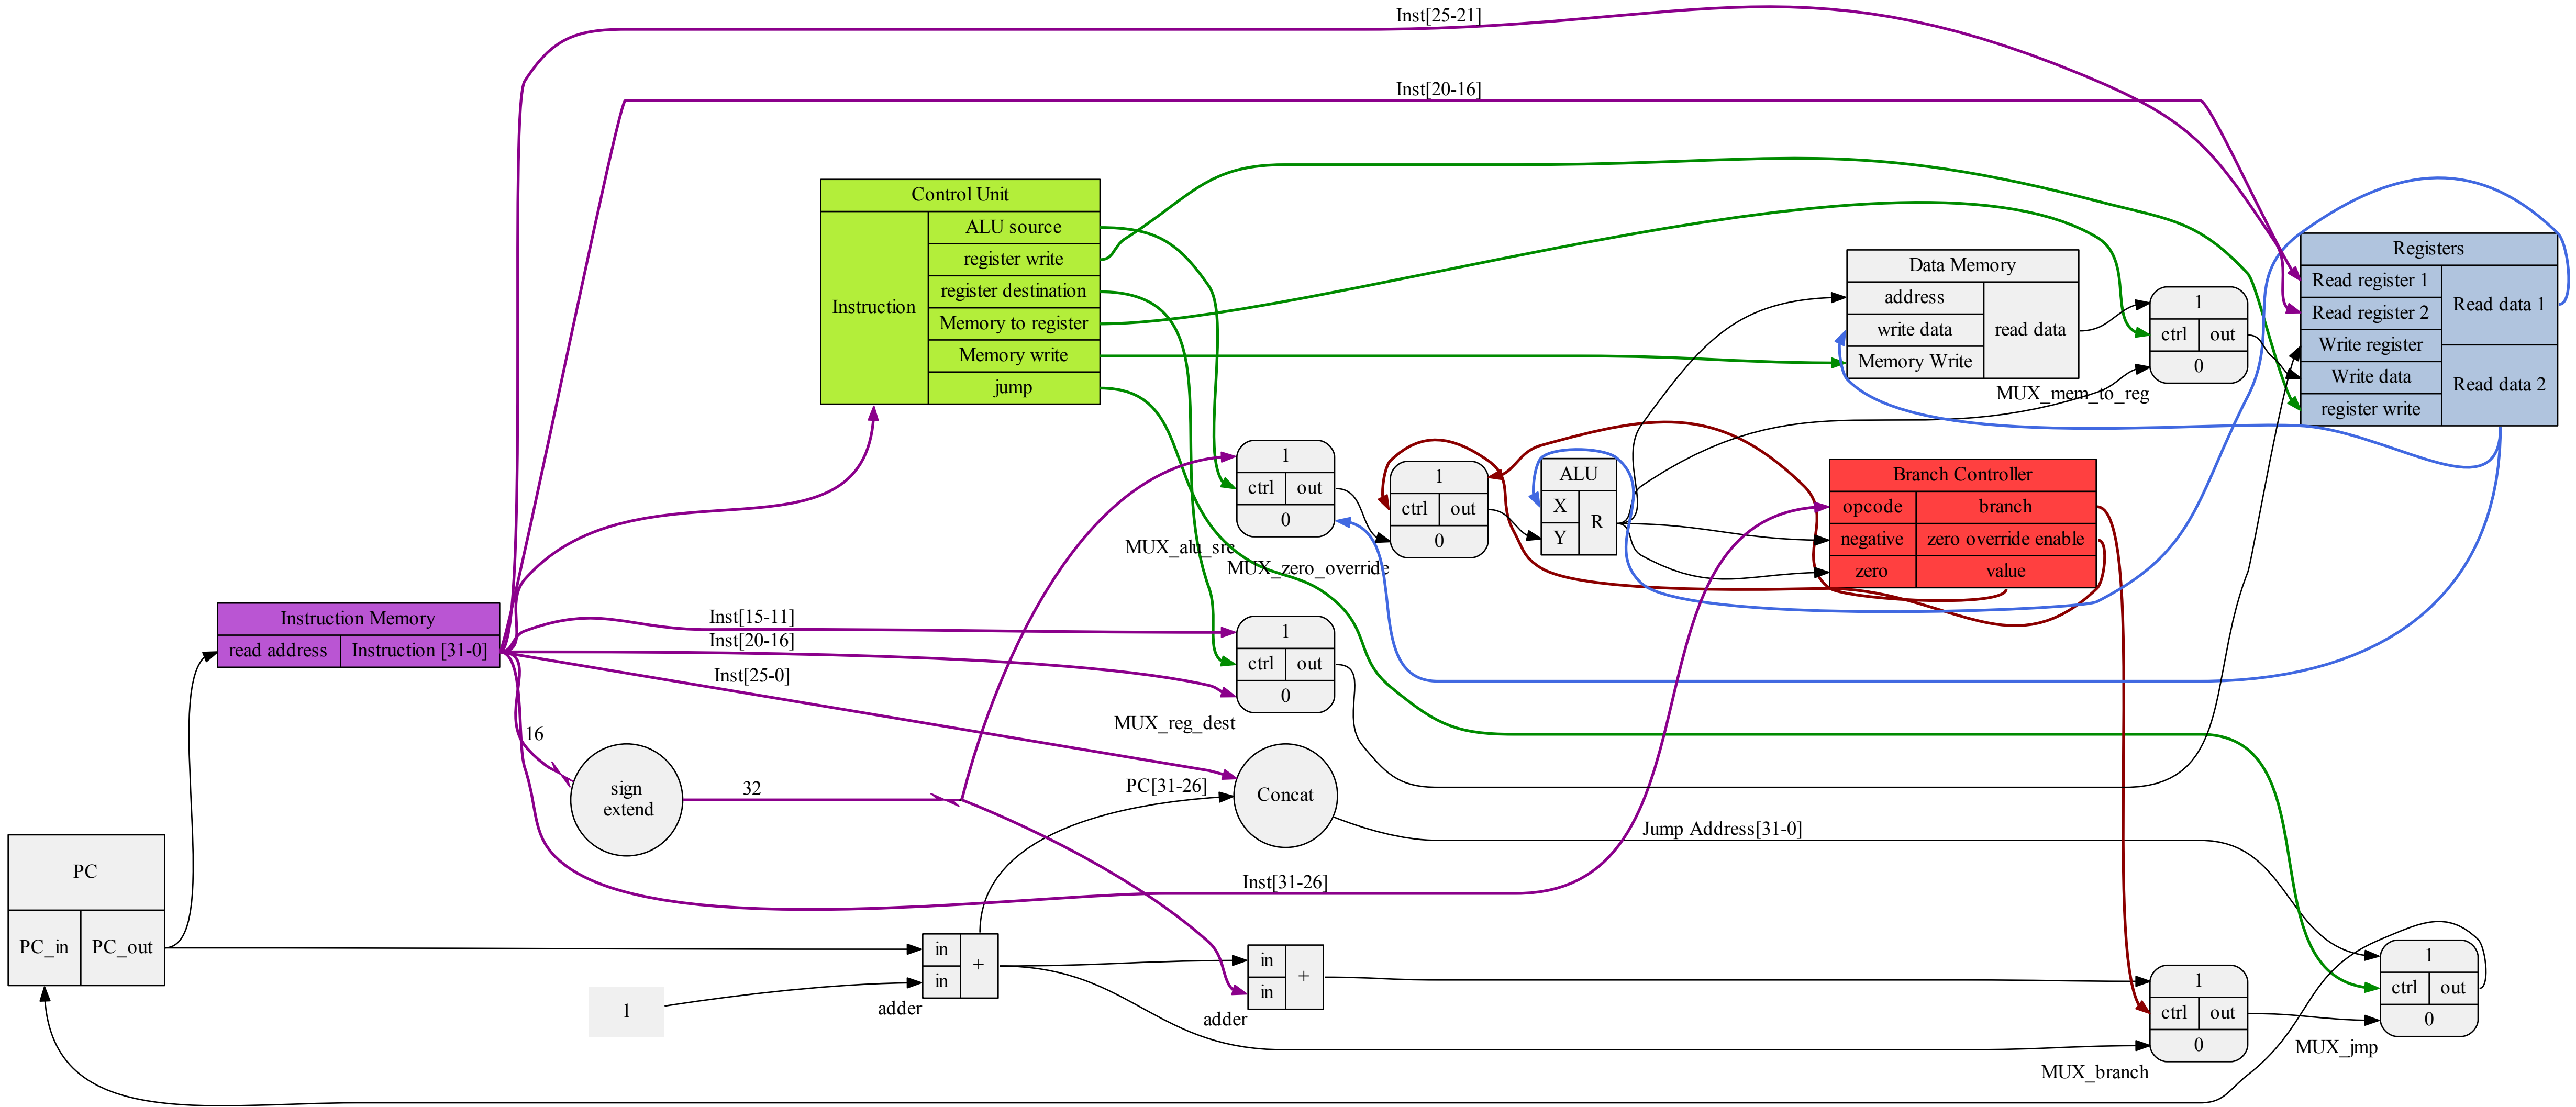 Inst[25-21]
Inst[20-16]
Control Unit
Instruction
ALU source
register write
register destination
Memory to register
Memory write
jump
Data Memory
address
write data
Memory Write
read data
1
ctrl
out
0
MUX_mem_to_reg
Registers
Read register 1
Read register 2
Write register
Write data
register write
Read data 1
Read data 2
1
ctrl
out
0
MUX_alu_src
1
ctrl
out
0
MUX_zero_override
ALU
X
Y
R
Branch Controller
opcode
negative
zero
branch
zero override enable
value
Instruction Memory
read address
Instruction [31-0]
Inst[15-11]
Inst[20-16]
Inst[25-0]
1
ctrl
out
0
MUX_reg_dest
16
sign
extend
32
PC[31-26]
Concat
Jump Address[31-0]
Inst[31-26]
PC
PC_in
PC_out
1
in
in
+
adder
in
in
+
adder
1
ctrl
out
0
MUX_branch
1
ctrl
out
0
MUX_jmp